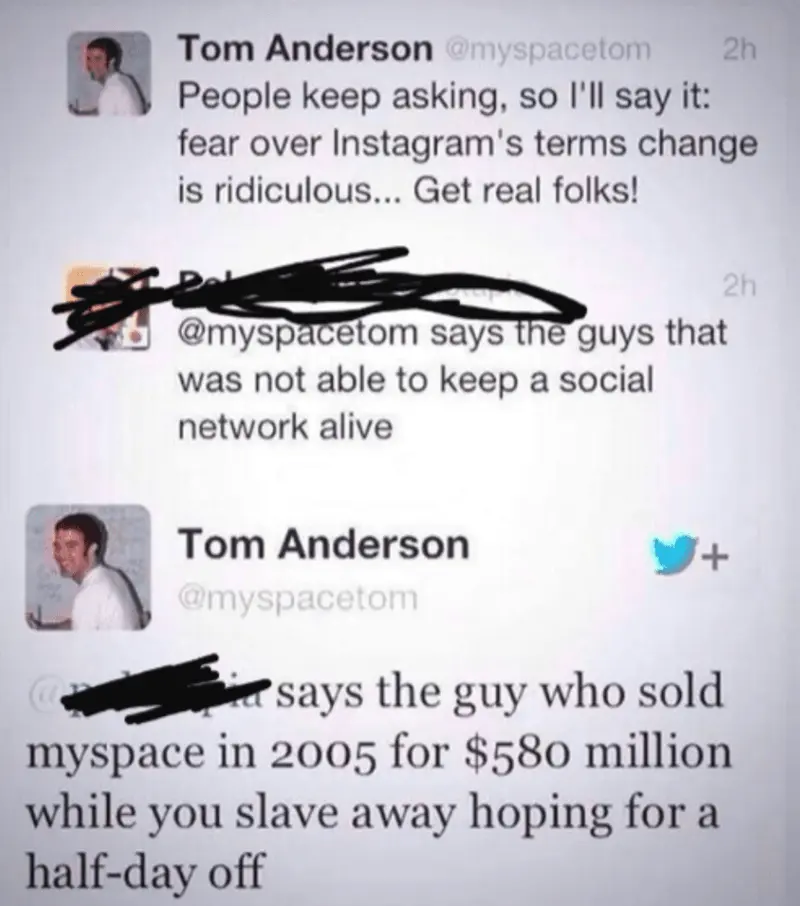 Tom Anderson @myspacetom 2h
People keep asking, so I'll say it:
fear over Instagram's terms change
is ridiculous... Get real folks!
2h
@myspacetom says the guys that
was not able to keep a social
network alive
Tom Anderson
+
@myspacetom
says the guy who sold
myspace in 2005 for $580 million
while you slave away hoping for a
half-day off